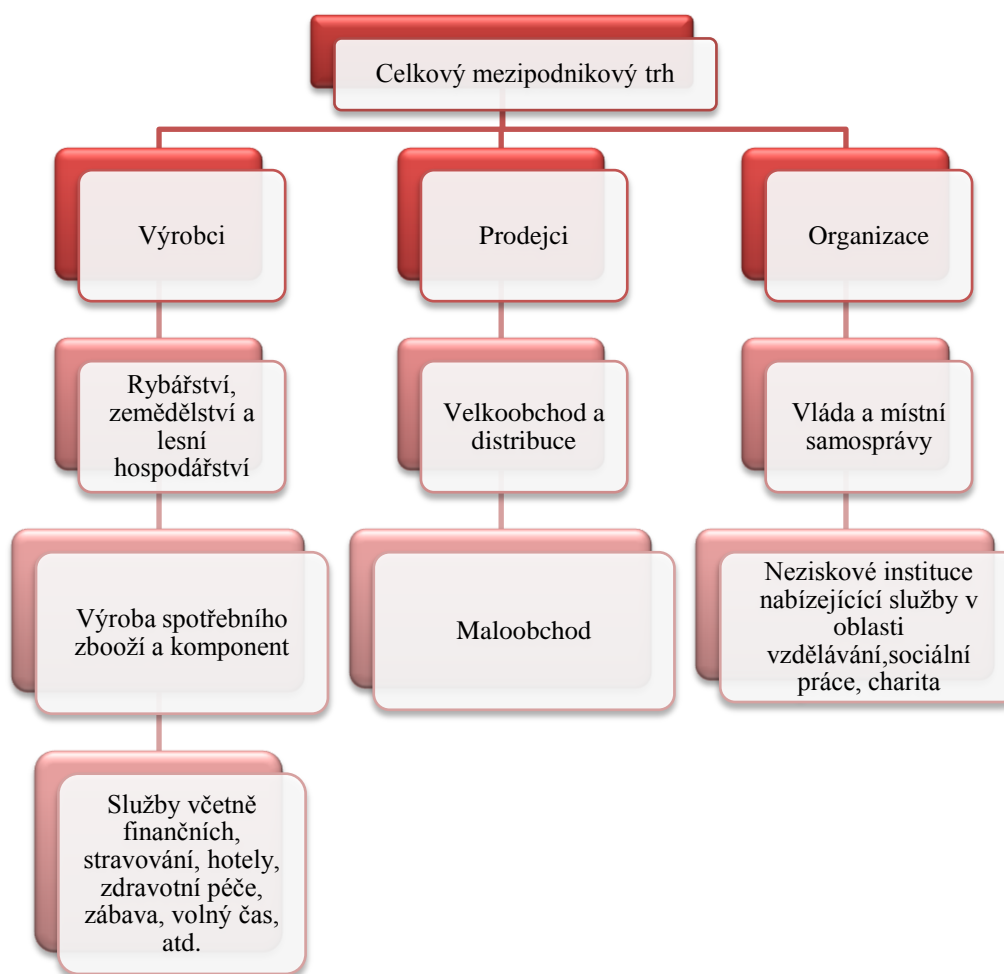 Celkový mezipodnikový trh
Výrobci
Prodejci
Organizace
Rybářství,
zemědělství a
lesní
hospodářství
Velkoobchod a
distribuce
Vláda a místní
samosprávy
Výroba spotřebního
zbooží a komponent
Maloobchod
Neziskové instituce
nabízejícící služby v
oblasti
vzdělávání,sociální
práce, charita
Služby včetně
finančních,
stravování, hotely,
zdravotní péče,
zábava, volný čas,
atd.